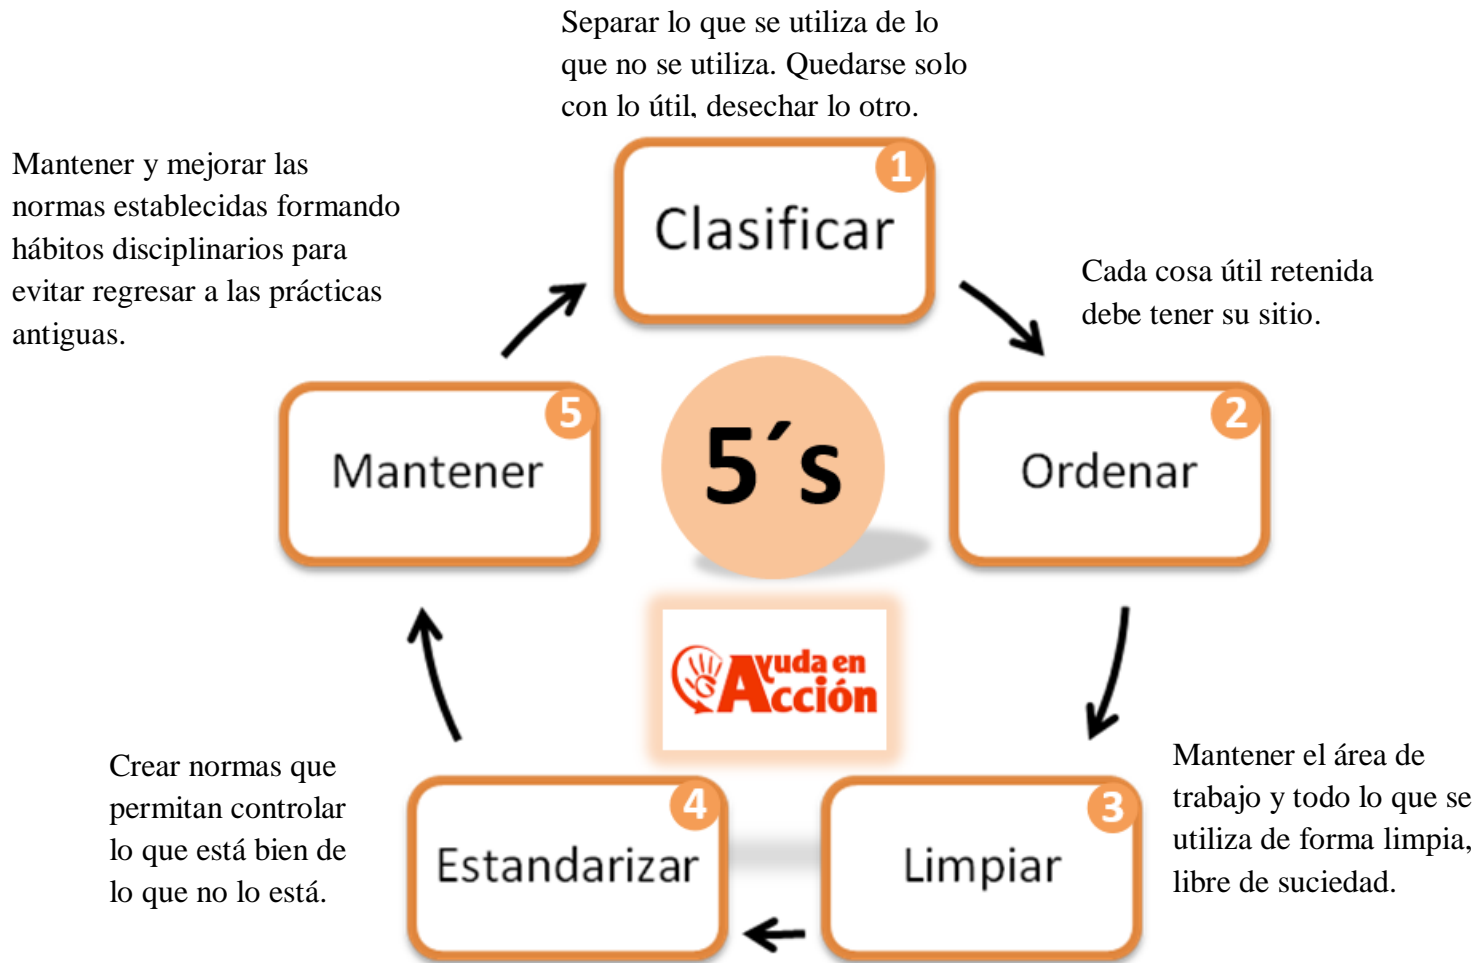 Separar lo que se utiliza de lo
que no se utiliza. Quedarse solo
con lo útil, desechar lo otro.
1
Clasificar
Cada cosa útil retenida
debe tener su sitio.
2
Ordenar
Mantener el área de
trabajo y todo lo que se
utiliza de forma limpia,
libre de suciedad.
3
Limpiar
Crear normas que
permitan controlar
lo que está bien de
lo que no lo está.
4
Estandarizar
Mantener y mejorar las
normas establecidas formando
hábitos disciplinarios para
evitar regresar a las prácticas
antiguas.
5
Mantener
5´s
Ayuda en
Acción